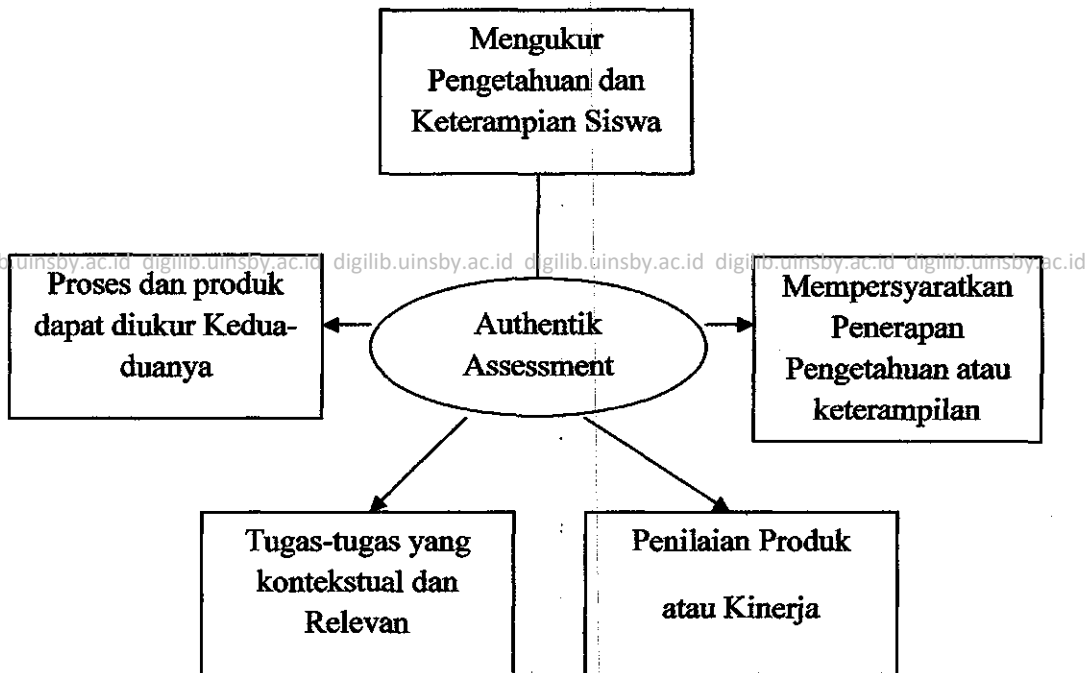 Mengukur
Pengetahuan dan
Keterampian Siswa
b.uinsby.ac.id digilib.uinsby.ac.id digilib.uinsby.ac.id digilib.uinsby.ac.id digilib.uinsby.ac.id digilib.uinsby.ac.id
Proses dan produk
dapat diukur Kedua-
duanya
Authentik
Assessment
Mempersyaratkan
Penerapan
Pengetahuan atau
keterampilan
Tugas-tugas yang
kontekstual dan
Relevan
Penilaian Produk
atau Kinerja